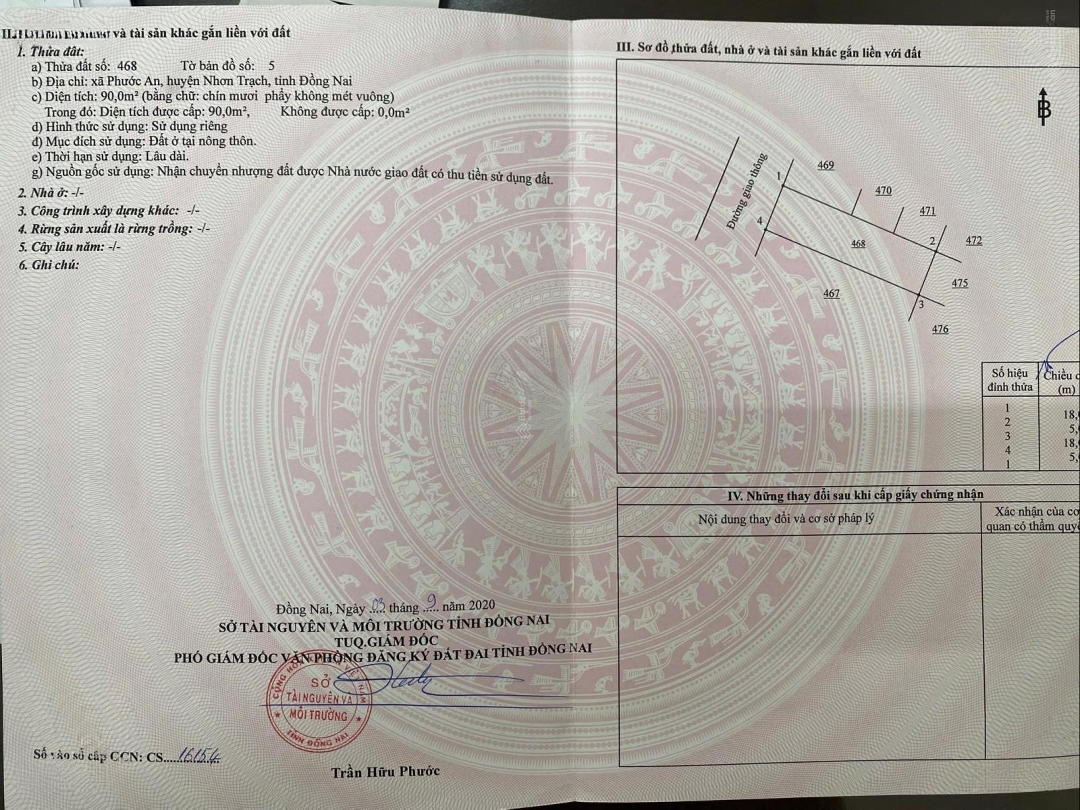 và tài sản khác gắn liền với đất
1. Thửa đất:
a) Thửa đất số: 468 Tờ bản đồ số: 5
b) Địa chỉ: xã Phước An, huyện Nhơn Trạch, tỉnh Đồng Nai
c) Diện tích: 90,0m² (bằng chữ: chín mươi phẩy không mét vuông)
Trong đó: Diện tích được cấp: 90,0m², Không được cấp: 0,0m²
d) Hình thức sử dụng: Sử dụng riêng
đ) Mục đích sử dụng: Đất ở tại nông thôn.
e) Thời hạn sử dụng: Lâu dài.
g) Nguồn gốc sử dụng: Nhận chuyển nhượng đất được Nhà nước giao đất có thu tiền sử dụng đất.
2. Nhà ở: -/-
3. Công trình xây dựng khác: -/-
4. Rừng sản xuất là rừng trồng: -/-
5. Cây lâu năm: -/-
6. Ghi chú:
Đồng Nai, Ngày 03 tháng 9 năm 2020
SỞ TÀI NGUYÊN VÀ MÔI TRƯỜNG TỈNH ĐỒNG NAI
TUQ.GIÁM ĐỐC
PHÓ GIÁM ĐỐC VĂN PHÒNG ĐĂNG KÝ ĐẤT ĐAI TỈNH ĐỒNG NAI
SỞ
TÀI NGUYÊN VÀ
MÔI TRƯỜNG
TỈNH ĐỒNG NAI
Trần Hữu Phước
Số vào sổ cấp GCN: CS.....16154
III. Sơ đồ thửa đất, nhà ở và tài sản khác gắn liền với đất
B
Đường giao thông
1
469
470
471
4
468
2
472
467
475
3
476
Số hiệu đỉnh thửa
Chiều d
(m)
1
18,
2
5,
3
18,
4
5,
1
IV. Những thay đổi sau khi cấp giấy chứng nhận
Nội dung thay đổi và cơ sở pháp lý
Xác nhận của cơ
quan có thẩm quyề